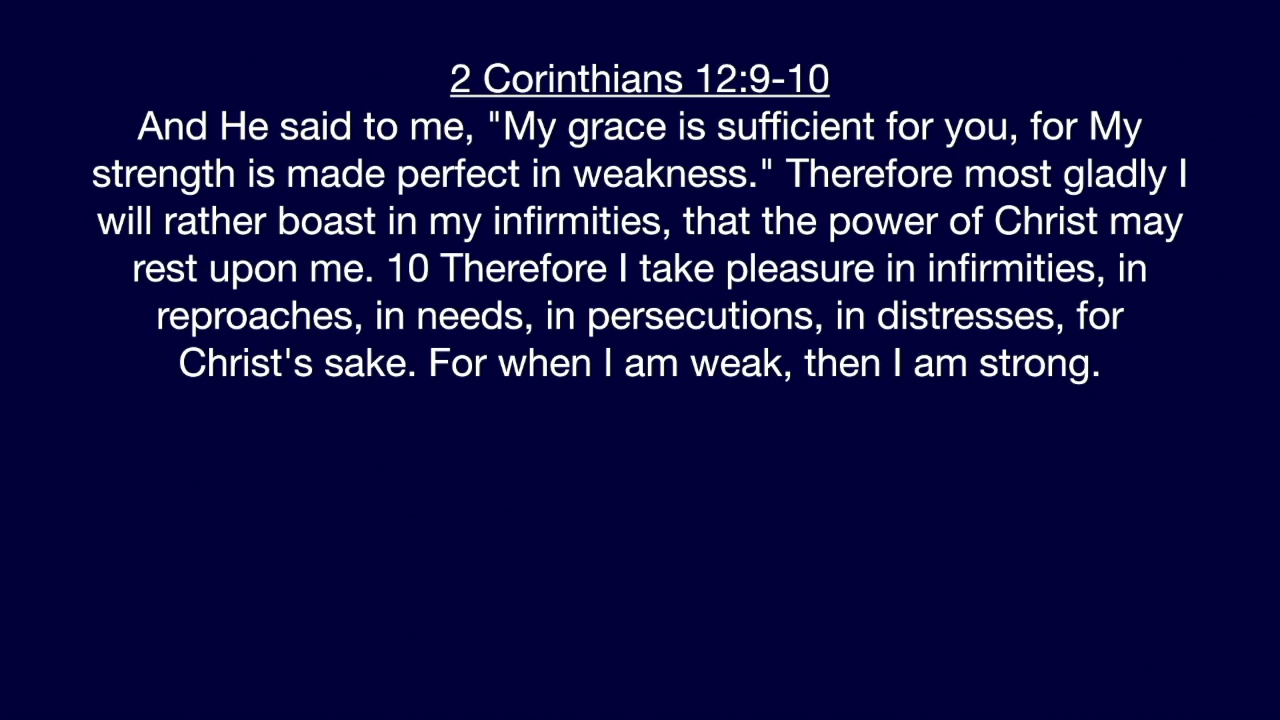 2 Corinthians 12:9-10
And He said to me, "My grace is sufficient for you, for My
strength is made perfect in weakness." Therefore most gladly I
will rather boast in my infirmities, that the power of Christ may
rest upon me. 10 Therefore I take pleasure in infirmities, in
reproaches, in needs, in persecutions, in distresses, for
Christ's sake. For when I am weak, then I am strong.